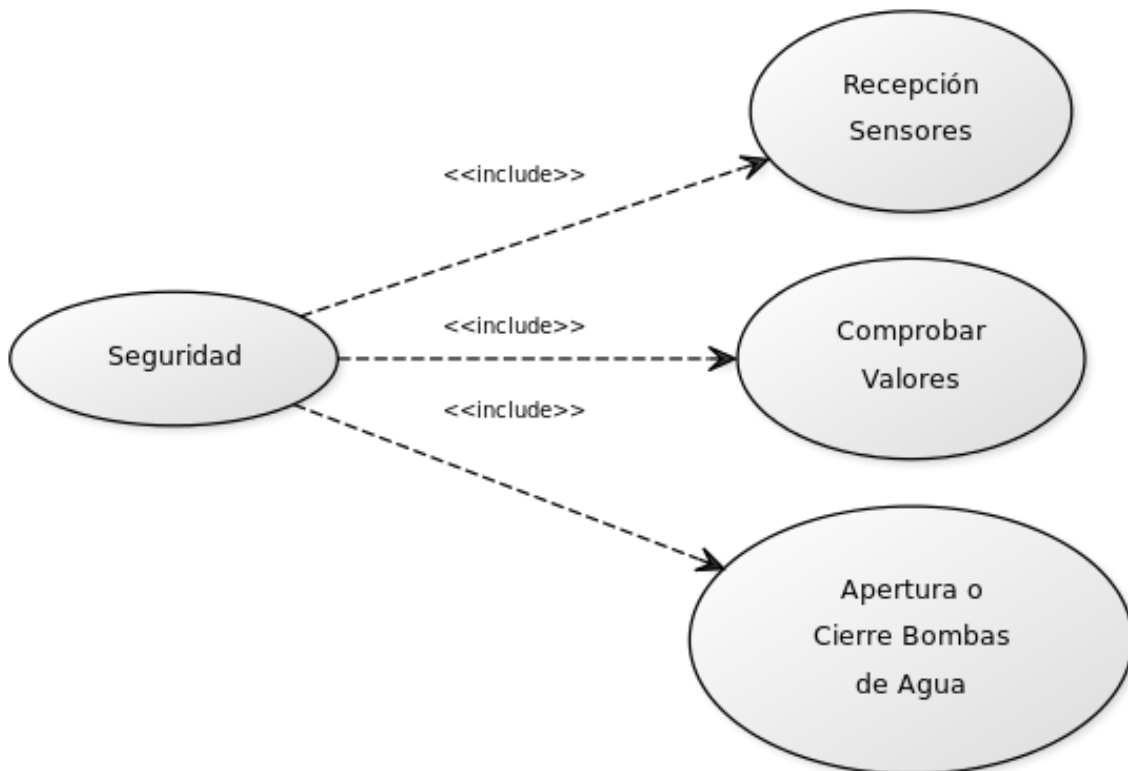 Recepción
Sensores
<<include>>
<<include>>
Comprobar
Valores
Seguridad
<<include>>
Apertura o
Cierre Bombas
de Agua